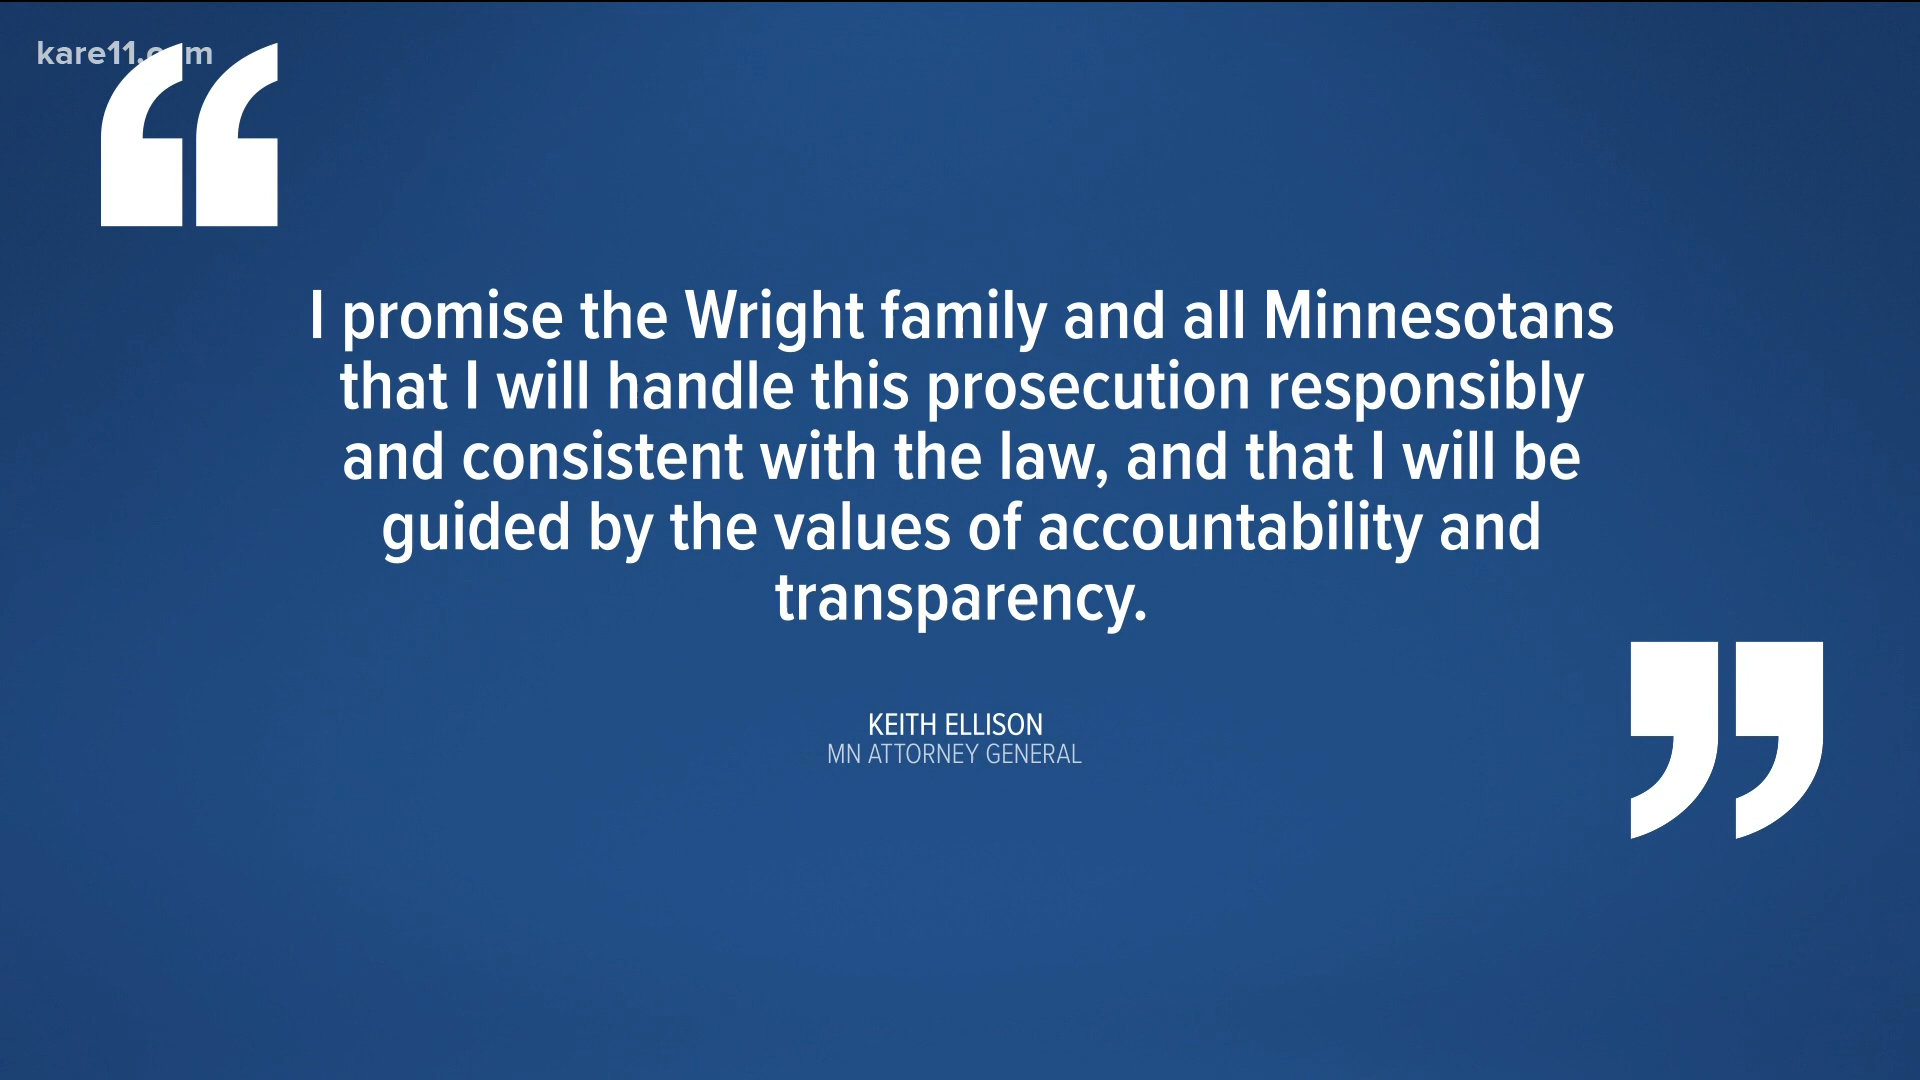 kare11.com
I promise the Wright family and all Minnesotans
that I will handle this prosecution responsibly
and consistent with the law, and that I will be
guided by the values of accountability and
transparency.
KEITH ELLISON
MN ATTORNEY GENERAL